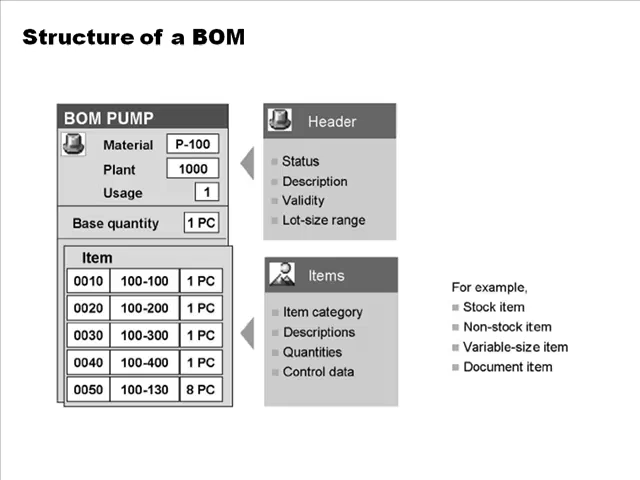 Structure of a BOM
BOM PUMP
Material P-100
Plant 1000
Usage 1
Base quantity 1 PC
Item
0010 100-100 1 PC
0020 100-200 1 PC
0030 100-300 1 PC
0040 100-400 1 PC
0050 100-130 8 PC
Header
Status
Description
Validity
Lot-size range
Items
Item category
Descriptions
Quantities
Control data
For example,
Stock item
Non-stock item
Variable-size item
Document item